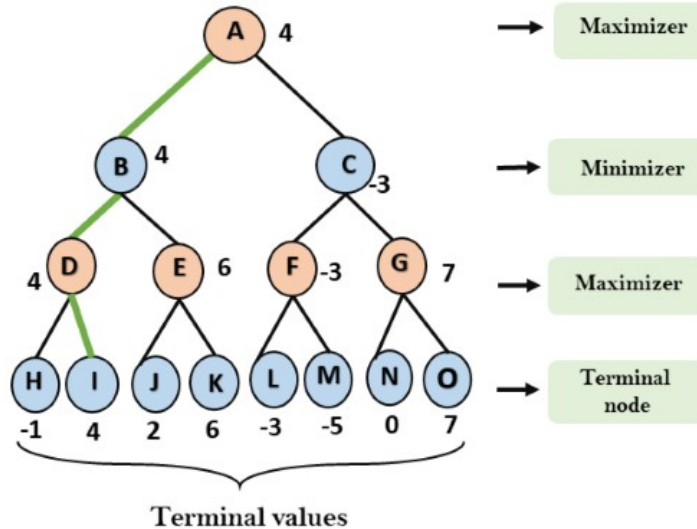 A 4 Maximizer
B 4 C -3 Minimizer
D 4 E 6 F -3 G 7 Maximizer
H I J K L M N O Terminal
node
-1 4 2 6 -3 -5 0 7
Terminal values